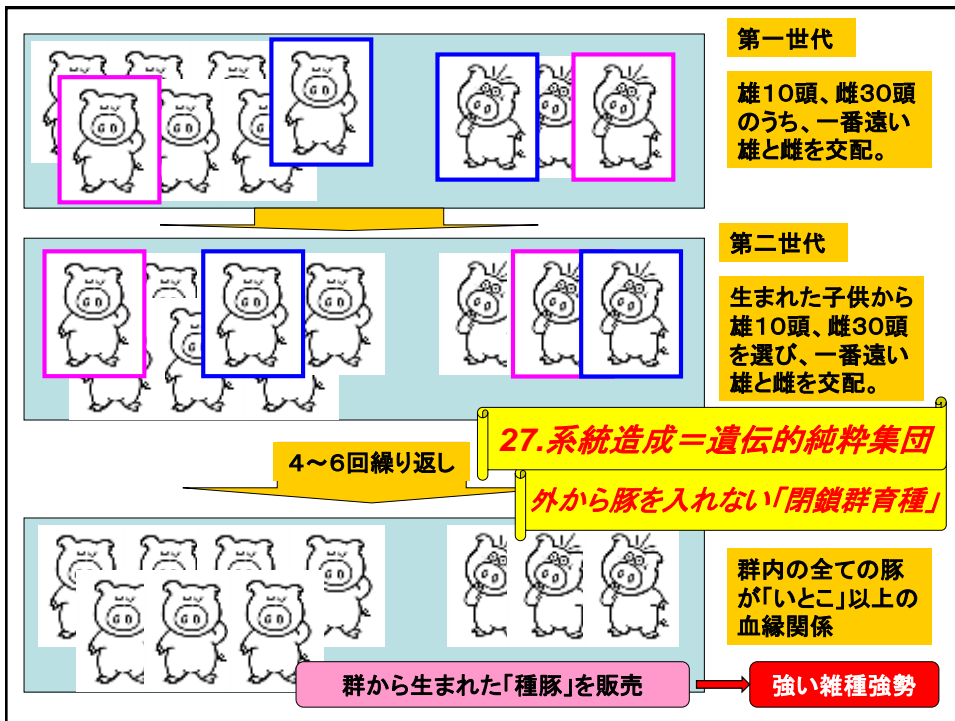 第一世代
雄10頭、雌30頭
のうち、一番遠い
雄と雌を交配。
第二世代
生まれた子供から
雄10頭、雌30頭
を選び、一番遠い
雄と雌を交配。
27.系統造成＝遺伝的純粋集団
4～6回繰り返し
外から豚を入れない「閉鎖群育種」
群内の全ての豚
が「いとこ」以上の
血縁関係
群から生まれた「種豚」を販売
強い雑種強勢